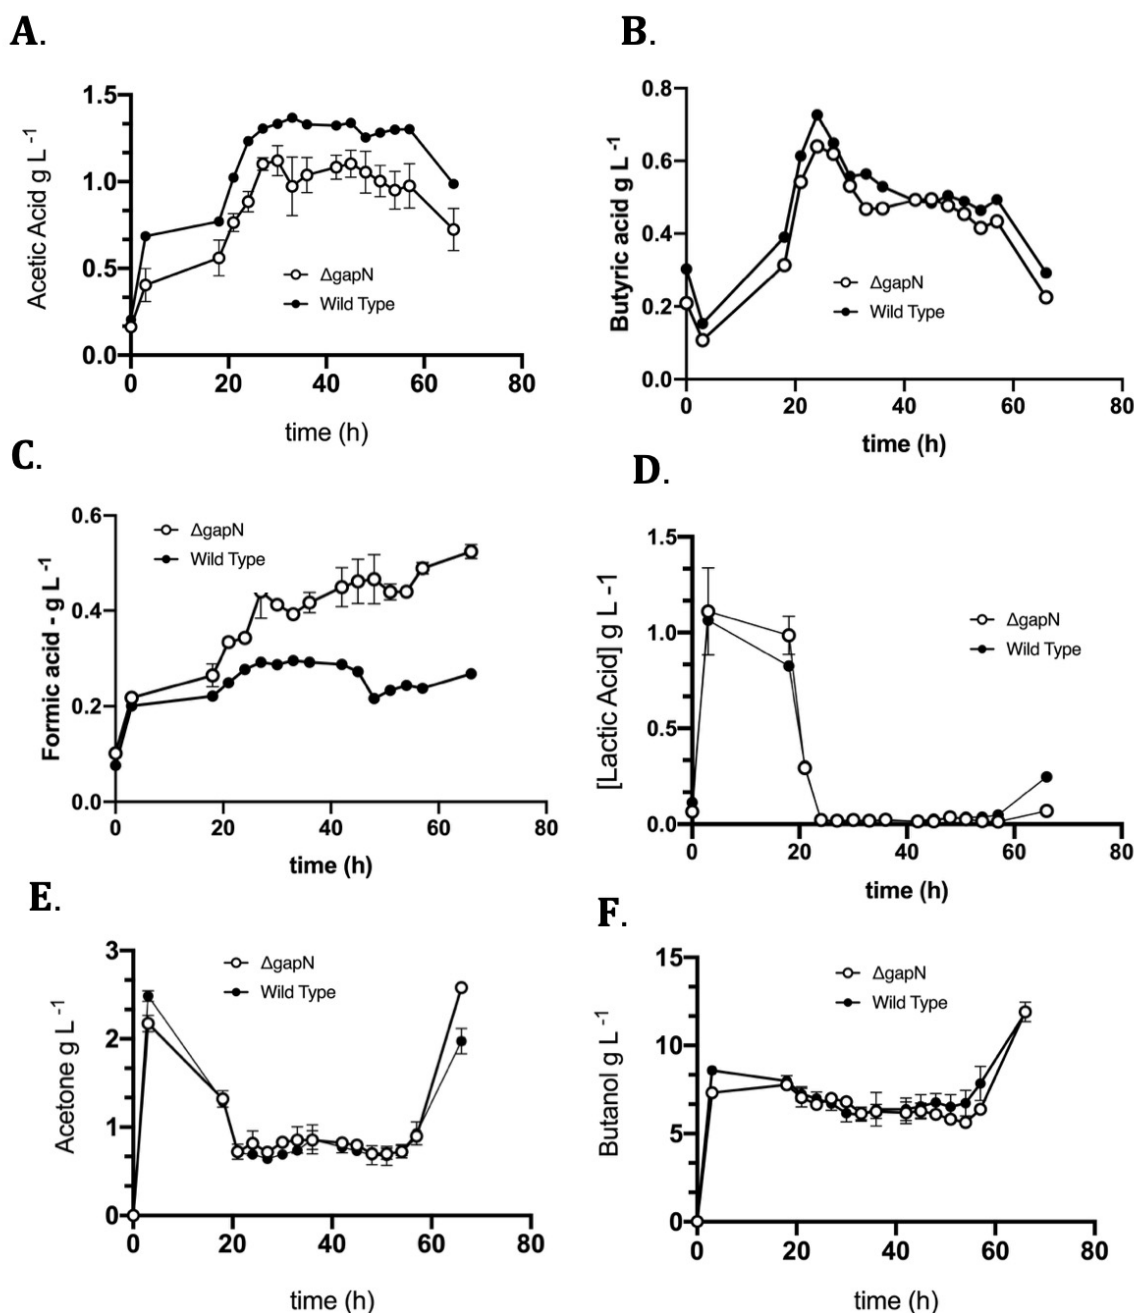 A.
1.5
1.0
0.5
0.0
Acetic Acid g L -1
ΔgapN
Wild Type
0 20 40 60 80
time (h)
B.
0.8
0.6
0.4
0.2
0.0
Butyric acid g L -1
ΔgapN
Wild Type
0 20 40 60 80
time (h)
C.
0.6
0.4
0.2
0.0
Formic acid - g L -1
ΔgapN
Wild Type
0 20 40 60 80
time (h)
D.
1.5
1.0
0.5
0.0
[Lactic Acid] g L -1
ΔgapN
Wild Type
0 20 40 60 80
time (h)
E.
3
2
1
0
Acetone g L -1
ΔgapN
Wild Type
0 20 40 60 80
time (h)
F.
15
10
5
0
Butanol g L -1
ΔgapN
Wild Type
0 20 40 60 80
time (h)